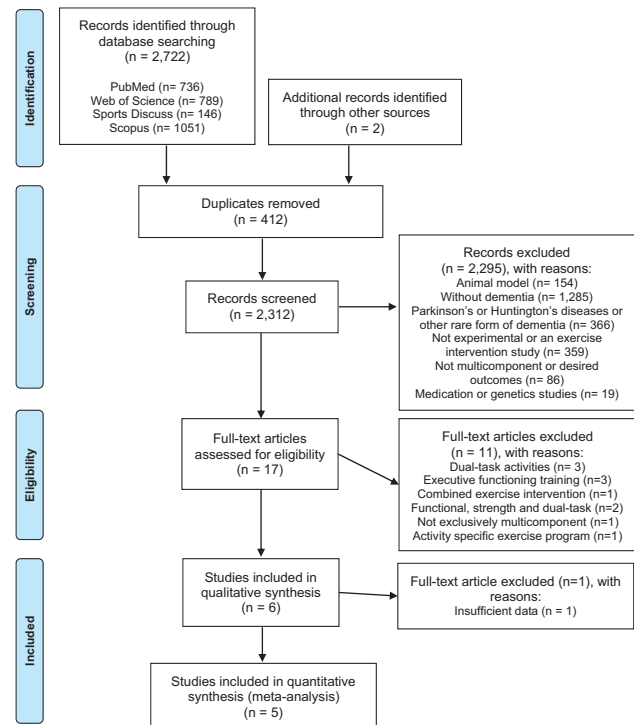 Identification
Records identified through
database searching
(n = 2,722)
PubMed (n= 736)
Web of Science (n= 789)
Sports Discuss (n= 146)
Scopus (n= 1051)
Additional records identified
through other sources
(n = 2)
Screening
Duplicates removed
(n = 412)
Records screened
(n = 2,312)
Records excluded
(n = 2,295), with reasons:
Animal model (n= 154)
Without dementia (n= 1,285)
Parkinson's or Huntington's diseases or
other rare form of dementia (n= 366)
Not experimental or an exercise
intervention study (n= 359)
Not multicomponent or desired
outcomes (n= 86)
Medication or genetics studies (n= 19)
Eligibility
Full-text articles
assessed for eligibility
(n = 17)
Full-text articles excluded
(n = 11), with reasons:
Dual-task activities (n= 3)
Executive functioning training (n=3)
Combined exercise intervention (n=1)
Functional, strength and dual-task (n=2)
Not exclusively multicomponent (n=1)
Activity specific exercise program (n=1)
Included
Studies included in
qualitative synthesis
(n = 6)
Full-text article excluded (n=1), with
reasons:
Insufficient data (n = 1)
Studies included in quantitative
synthesis (meta-analysis)
(n = 5)